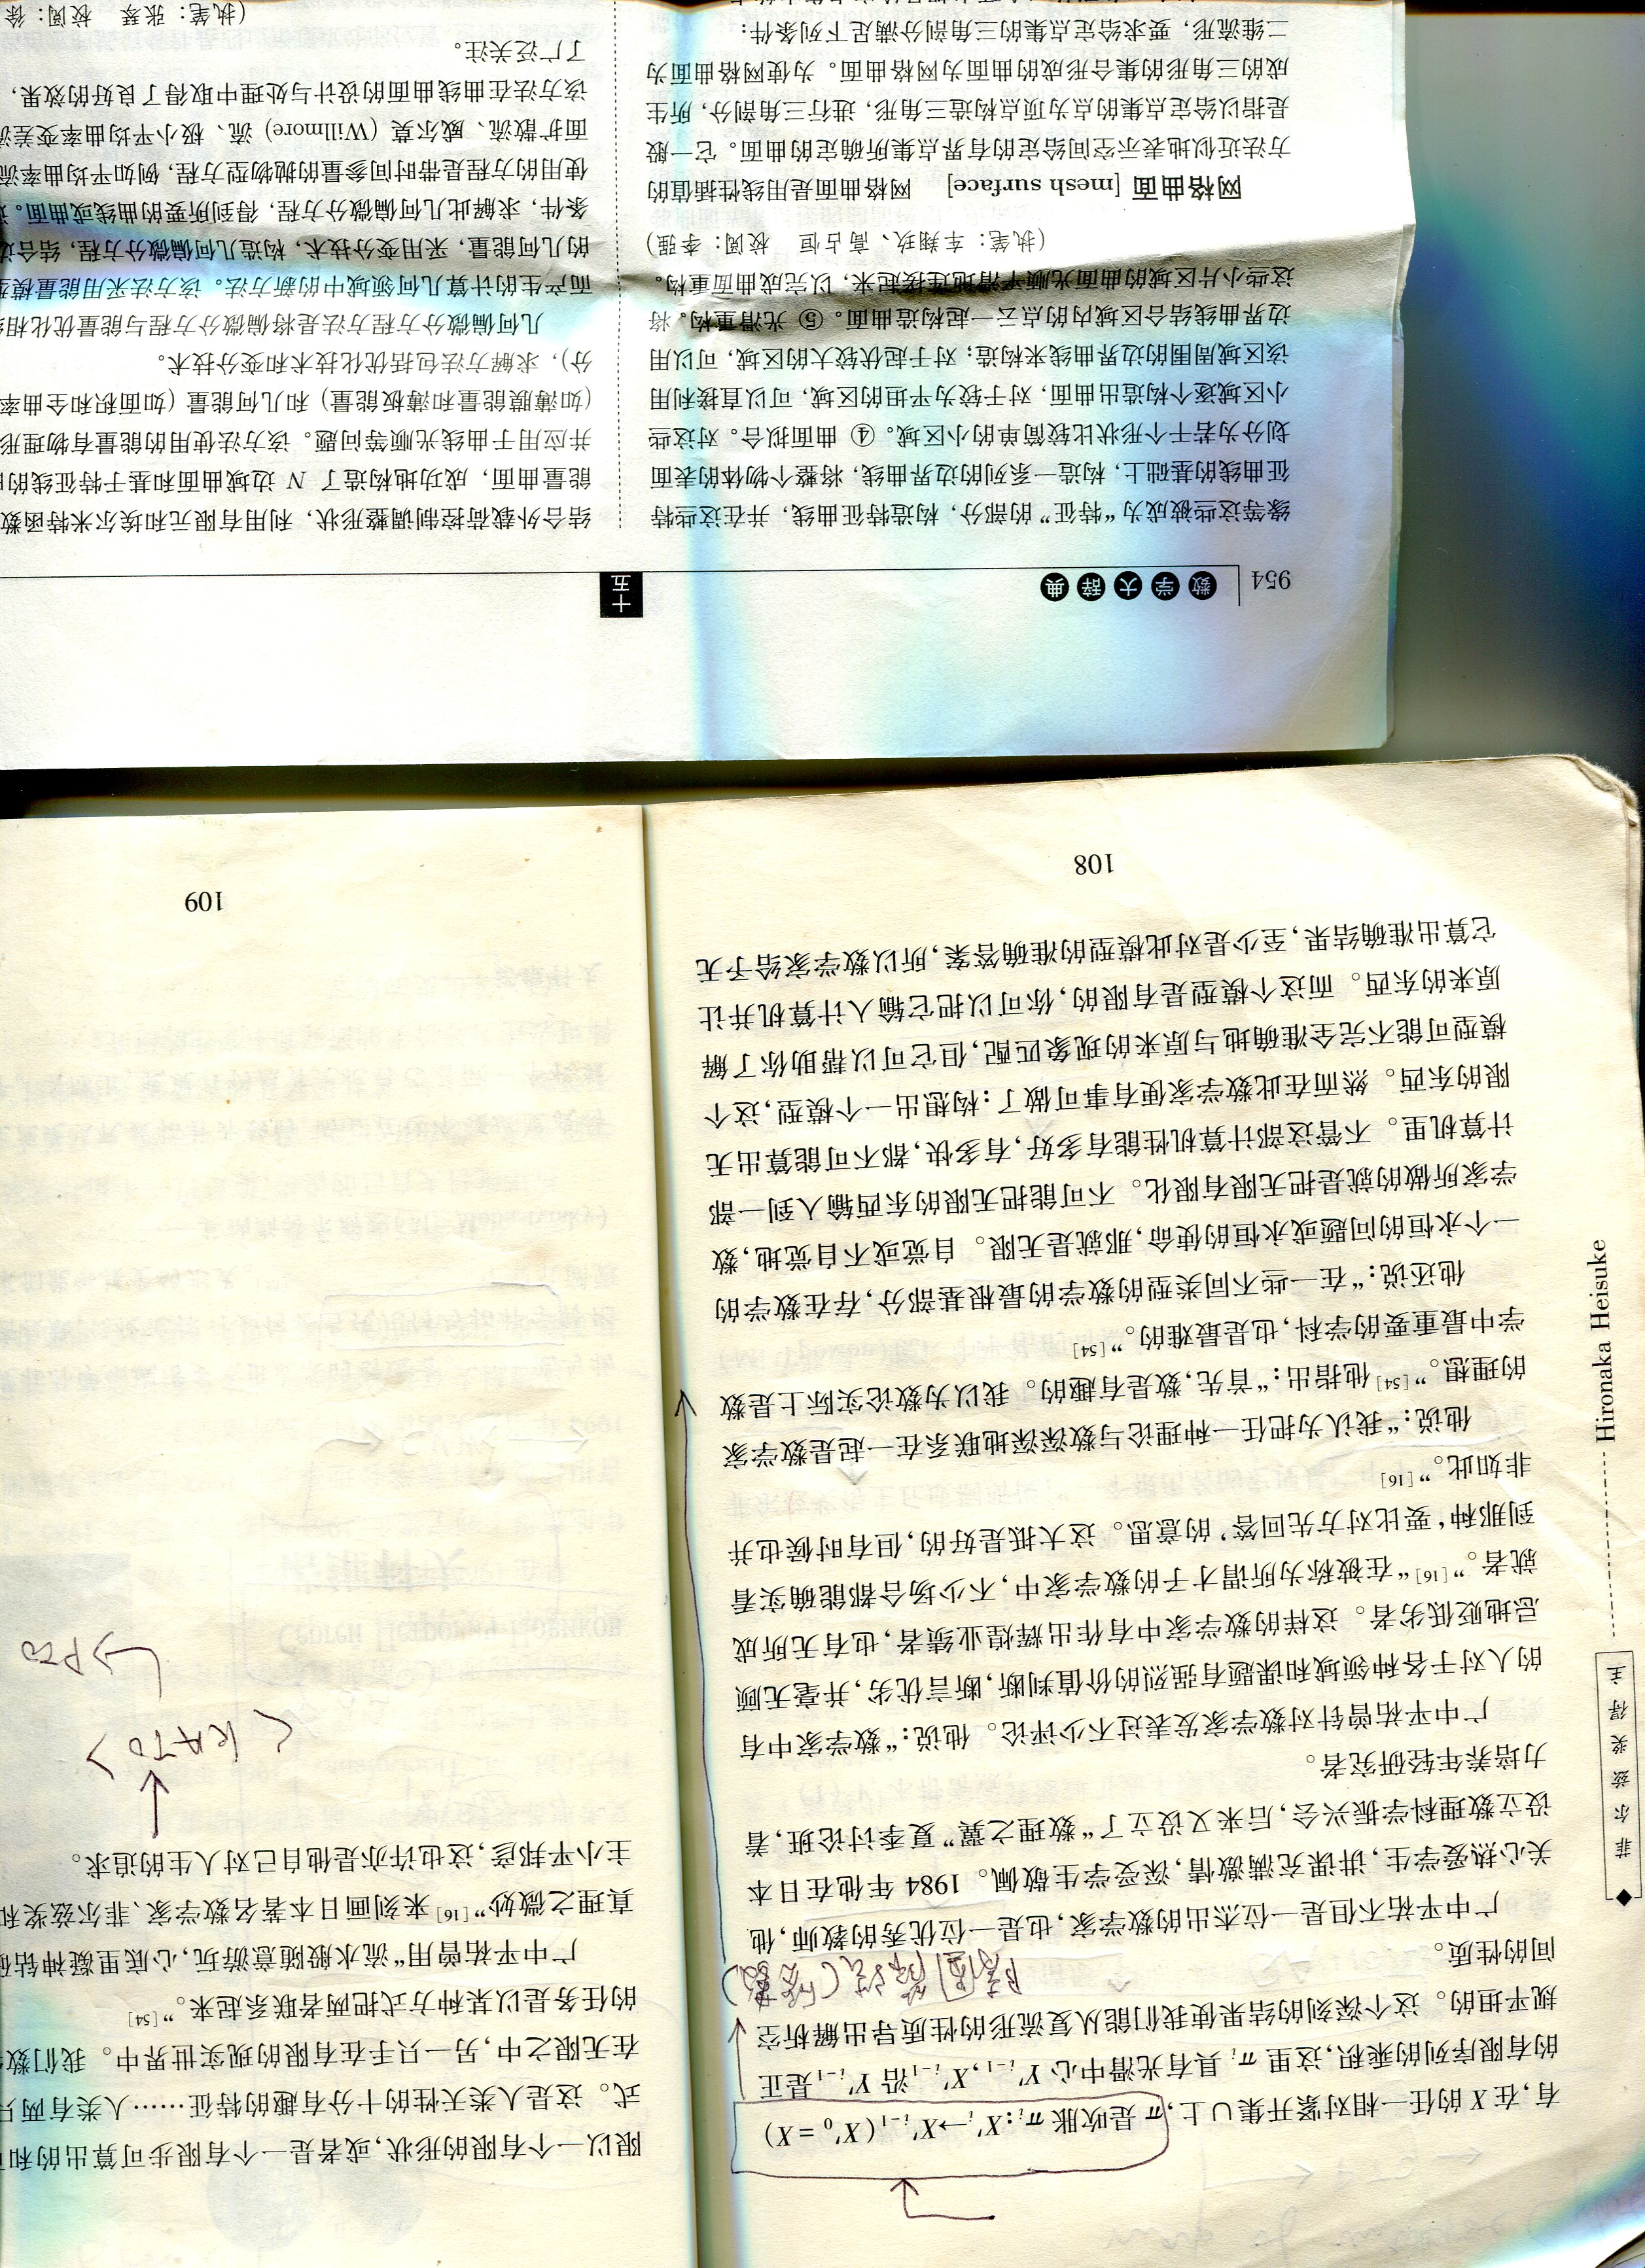 有,在 X 的任一相对紧开集 U 上,π 是吹胀 πᵢ:X′ᵢ→X′ᵢ₋₁(X′₀ = X)
的有限序列的乘积,这里 πᵢ 具有光滑中心 Y′ᵢ₋₁,X′ᵢ₋₁沿 Y′ᵢ₋₁是正
规平坦的。这个深刻的结果使我们能从复流形的性质导出解析空
间的性质。
广中平祐不但是一位杰出的数学家,也是一位优秀的教师,他
关心热爱学生,讲课充满激情,深受学生敬佩。1984 年他在日本
设立数理科学振兴会,后来又设立了“数理之翼”夏季讨论班,着
力培养年轻研究者。
广中平祐曾针对数学家发表过不少评论。他说:“数学家中有
的人对于各种领域和课题有强烈的价值判断,断言优劣,并毫无顾
忌地贬低劣者。这样的数学家中有作出辉煌业绩者,也有无所成
就者。”[16]“在被称为所谓才子的数学家中,不少场合都能确实看
到那种‘要比对方先回答’的意思。这大抵是好的,但有时候也并
非如此。”[16]
他说:“我认为把任一种理论与数深深地联系在一起是数学家
的理想。”[54]他指出:“首先,数是有趣的。我以为数论实际上是数
学中最重要的学科,也是最难的。”[54]
他还说:“在一些不同类型的数学的最根基部分,存在数学的
一个永恒的问题或永恒的使命,那就是无限。自觉或不自觉地,数
学家所做的就是把无限有限化。不可能把无限的东西输入到一部
计算机里。不管这部计算机性能有多好,有多快,都不可能算出无
限的东西。然而在此数学家便有事可做了:构想出一个模型,这个
模型可能不完全准确地与原来的现象匹配,但它可以帮助你了解
原来的东西。而这个模型是有限的,你可以把它输入计算机并让
它算出准确结果,至少是对此模型的准确答案,所以数学家给予无
108
◆菲尔兹奖得主
Hironaka Heisuke
限以一个有限的形状,或者是一个有限步可算出的和
式。这是人类天性的十分有趣的特征……人类有两只
在无限之中,另一只手在有限的现实世界中。我们数
的任务是以某种方式把两者联系起来。”[54]
广中平祐曾用“流水般随意游玩,心底里凝神钻研
真理之微妙”[16]来刻画日本著名数学家、菲尔兹奖和
主小平邦彦,这也许亦是他自己对人生的追求。
<KATO>
→PTO
109
954
数学大辞典
十五
缘等这些被成为“特征”的部分，构造特征曲线，并在这些特
征曲线的基础上，构造一系列的边界曲线，将整个物体的表面
划分为若干个形状比较简单的小区域。④ 曲面拟合。对这些
小区域逐个构造出曲面，对于较为平坦的区域，可以直接利用
该区域周围的边界曲线来构造；对于起伏较大的区域，可以用
边界曲线结合区域内的点云一起构造曲面。⑤ 光滑重构。将
这些小片区域的曲面光顺平滑地连接起来，以完成曲面重构。
（执笔：车翔玖、高占恒 校阅：李强）
网格曲面 [mesh surface] 网格曲面是用线性插值的
方法近似地表示空间给定的有界点集所确定的曲面。它一般
是指以给定点集的点为顶点构造三角形，进行三角剖分，所生
成的三角形的集合形成的曲面为网格曲面。为使网格曲面为
二维流形，要求给定点集的三角剖分满足下列条件：
结合外载荷控制调整形状，利用有限元和埃尔米特函数
能量曲面，成功地构造了 N 边域曲面和基于特征线的
并应用于曲线光顺等问题。该方法使用的能量有物理形
（如薄膜能量和薄板能量）和几何能量（如面积和全曲率
分），求解方法包括优化技术和变分技术。
几何偏微分方程方法是将偏微分方程与能量优化相
而产生的计算几何领域中的新方法。该方法采用能量模型
的几何能量，采用变分技术，构造几何偏微分方程，结合边
条件，求解此几何偏微分方程，得到所要的曲线或曲面。
使用的方程是带时间参量的抛物型方程，例如平均曲率流
面扩散流、威尔莫（Willmore）流、极小平均曲率变差流
该方法在曲线曲面的设计与处理中取得了良好的效果，
了广泛关注。
（执笔：张琴 校阅：徐